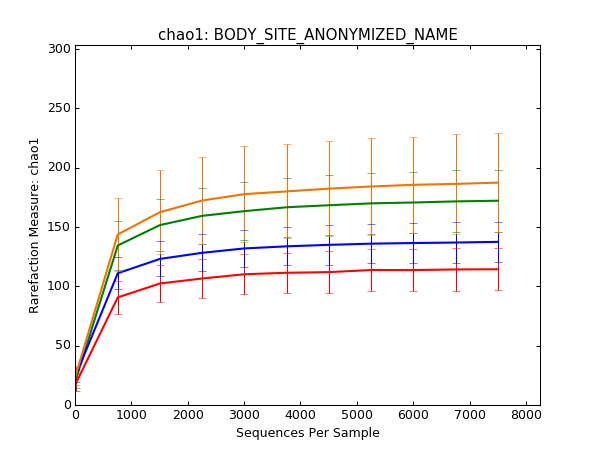 chao1: BODY_SITE_ANONYMIZED_NAME
300
250
200
150
100
50
0
Rarefaction Measure: chao1
0 1000 2000 3000 4000 5000 6000 7000 8000
Sequences Per Sample